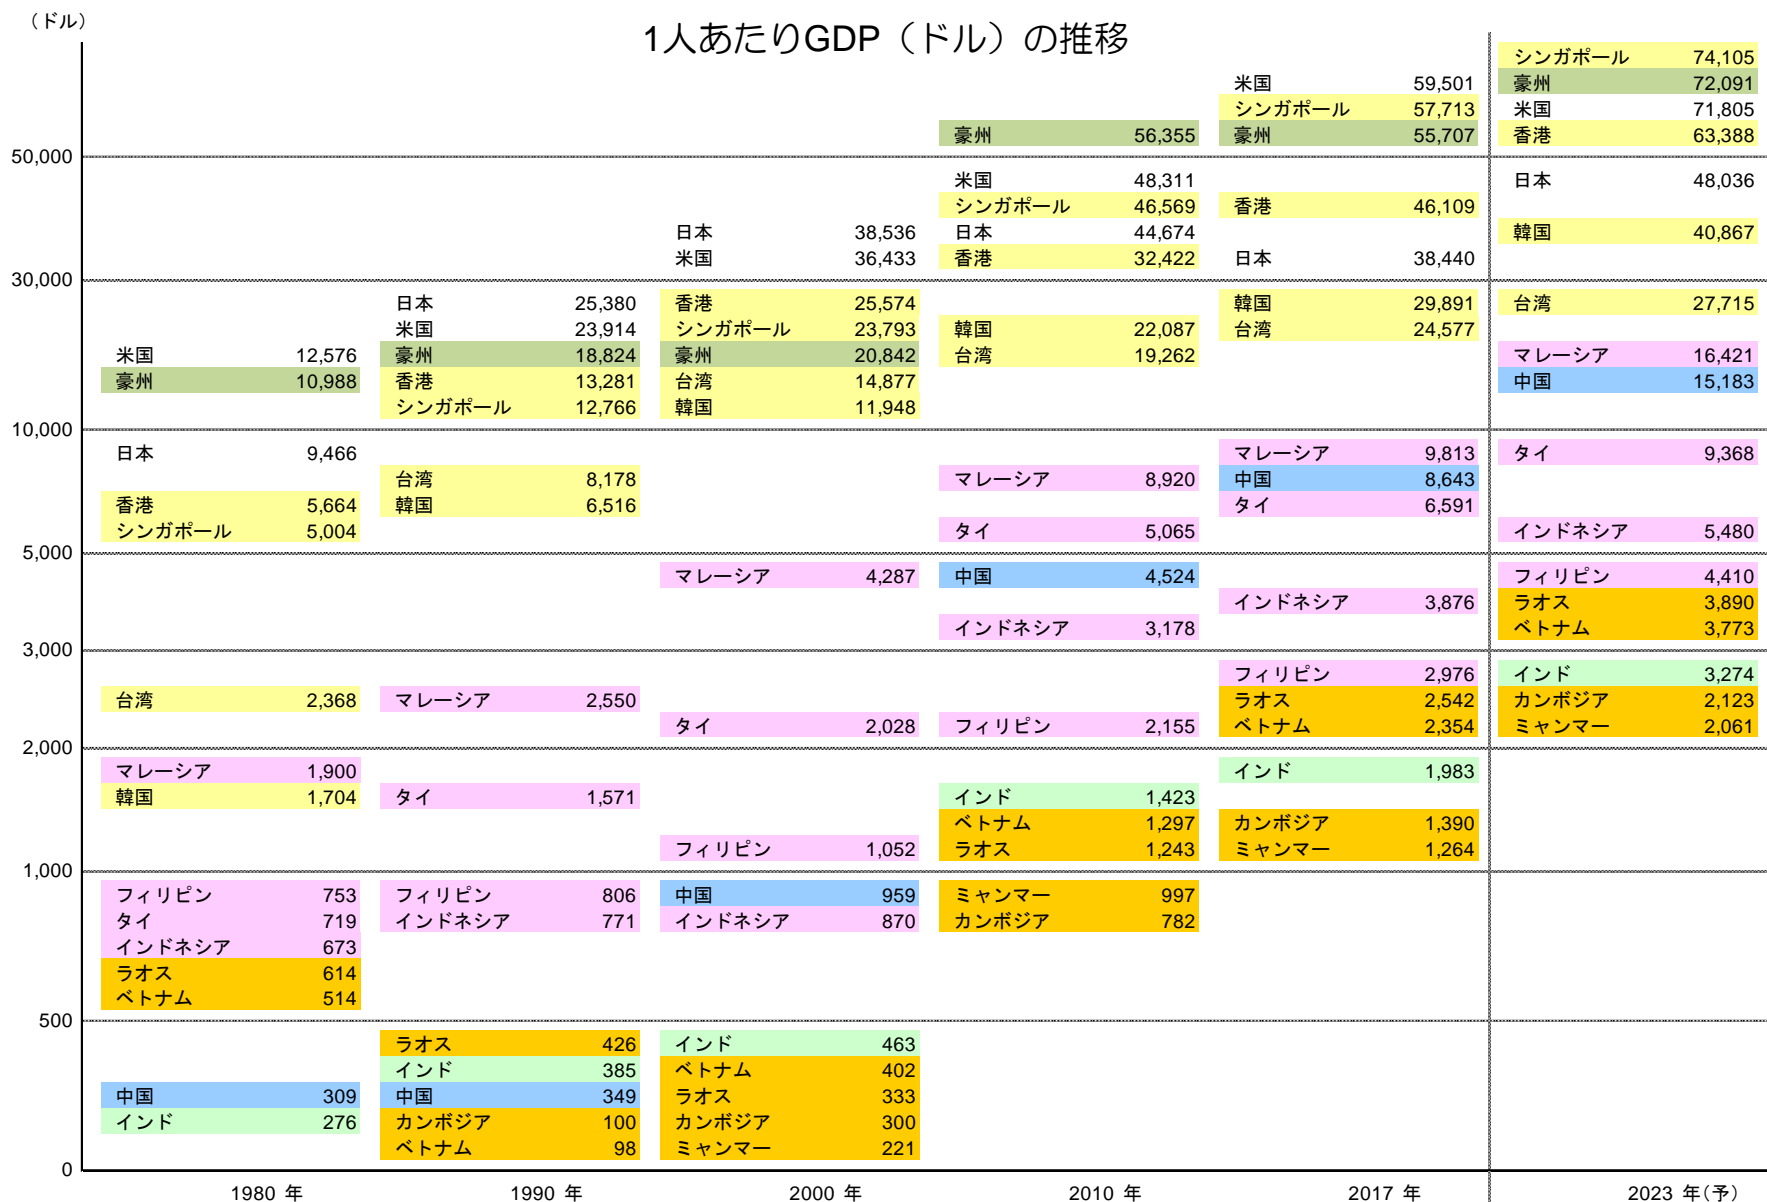 （ドル）
1人あたりGDP（ドル）の推移
シンガポール 74,105
米国 59,501 豪州 72,091
シンガポール 57,713 米国 71,805
豪州 56,355 豪州 55,707 香港 63,388
50,000
米国 48,311 日本 48,036
シンガポール 46,569 香港 46,109
日本 38,536 日本 44,674 韓国 40,867
米国 36,433 香港 32,422 日本 38,440
30,000
日本 25,380 香港 25,574 韓国 29,891 台湾 27,715
米国 23,914 シンガポール 23,793 韓国 22,087 台湾 24,577
米国 12,576 豪州 18,824 豪州 20,842 台湾 19,262 マレーシア 16,421
豪州 10,988 香港 13,281 台湾 14,877 中国 15,183
シンガポール 12,766 韓国 11,948
10,000
日本 9,466 マレーシア 9,813 タイ 9,368
台湾 8,178 マレーシア 8,920 中国 8,643
香港 5,664 韓国 6,516 タイ 6,591
シンガポール 5,004 タイ 5,065 インドネシア 5,480
5,000
マレーシア 4,287 中国 4,524 フィリピン 4,410
インドネシア 3,876 ラオス 3,890
インドネシア 3,178 ベトナム 3,773
3,000
フィリピン 2,976 インド 3,274
台湾 2,368 マレーシア 2,550 ラオス 2,542 カンボジア 2,123
タイ 2,028 フィリピン 2,155 ベトナム 2,354 ミャンマー 2,061
2,000
マレーシア 1,900 インド 1,983
韓国 1,704 タイ 1,571 インド 1,423
ベトナム 1,297 カンボジア 1,390
フィリピン 1,052 ラオス 1,243 ミャンマー 1,264
1,000
フィリピン 753 フィリピン 806 中国 959 ミャンマー 997
タイ 719 インドネシア 771 インドネシア 870 カンボジア 782
インドネシア 673
ラオス 614
ベトナム 514
500
ラオス 426 インド 463
インド 385 ベトナム 402
中国 309 中国 349 ラオス 333
インド 276 カンボジア 100 カンボジア 300
ベトナム 98 ミャンマー 221
0
1980 年 1990 年 2000 年 2010 年 2017 年 2023 年(予)